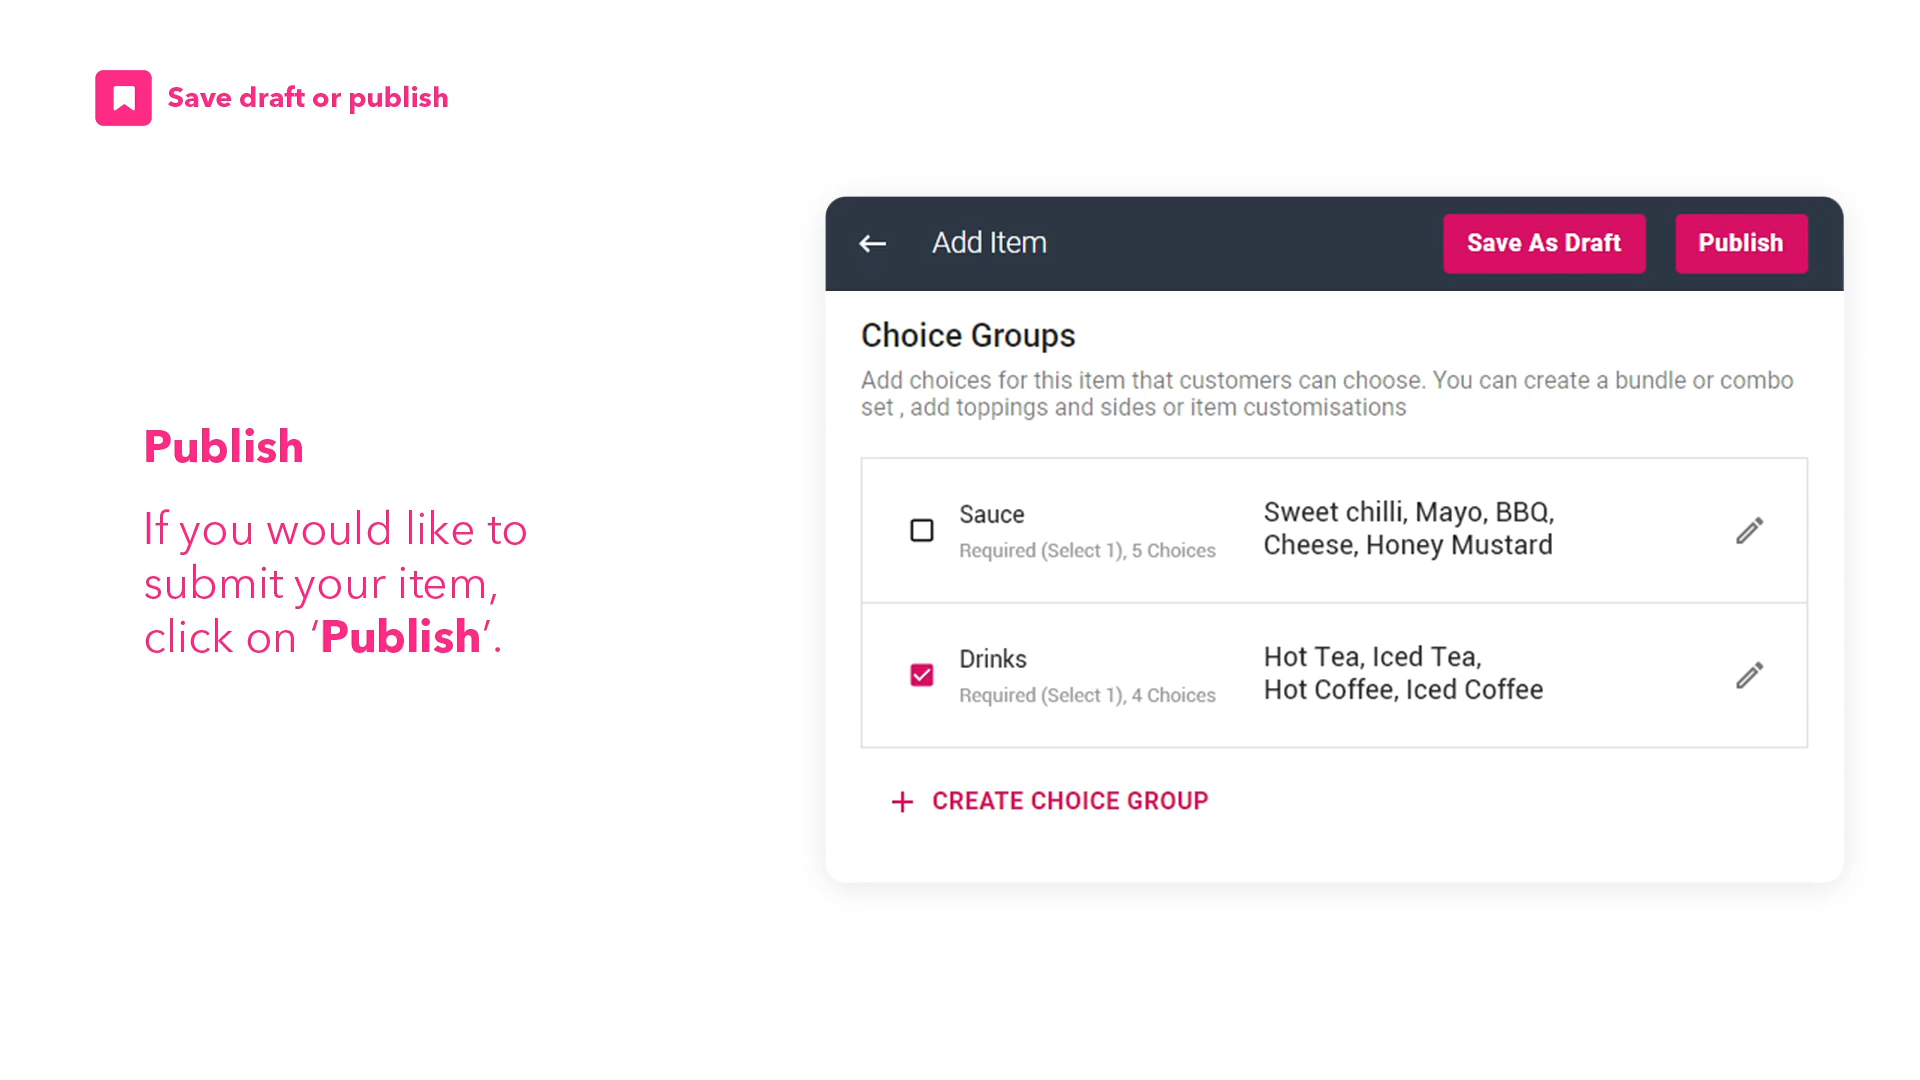 Save draft or publish
Publish
If you would like to
submit your item,
click on ‘Publish’.
Add Item
Save As Draft
Publish
Choice Groups
Add choices for this item that customers can choose. You can create a bundle or combo
set , add toppings and sides or item customisations
Sauce
Required (Select 1), 5 Choices
Sweet chilli, Mayo, BBQ,
Cheese, Honey Mustard
Drinks
Required (Select 1), 4 Choices
Hot Tea, Iced Tea,
Hot Coffee, Iced Coffee
+ CREATE CHOICE GROUP